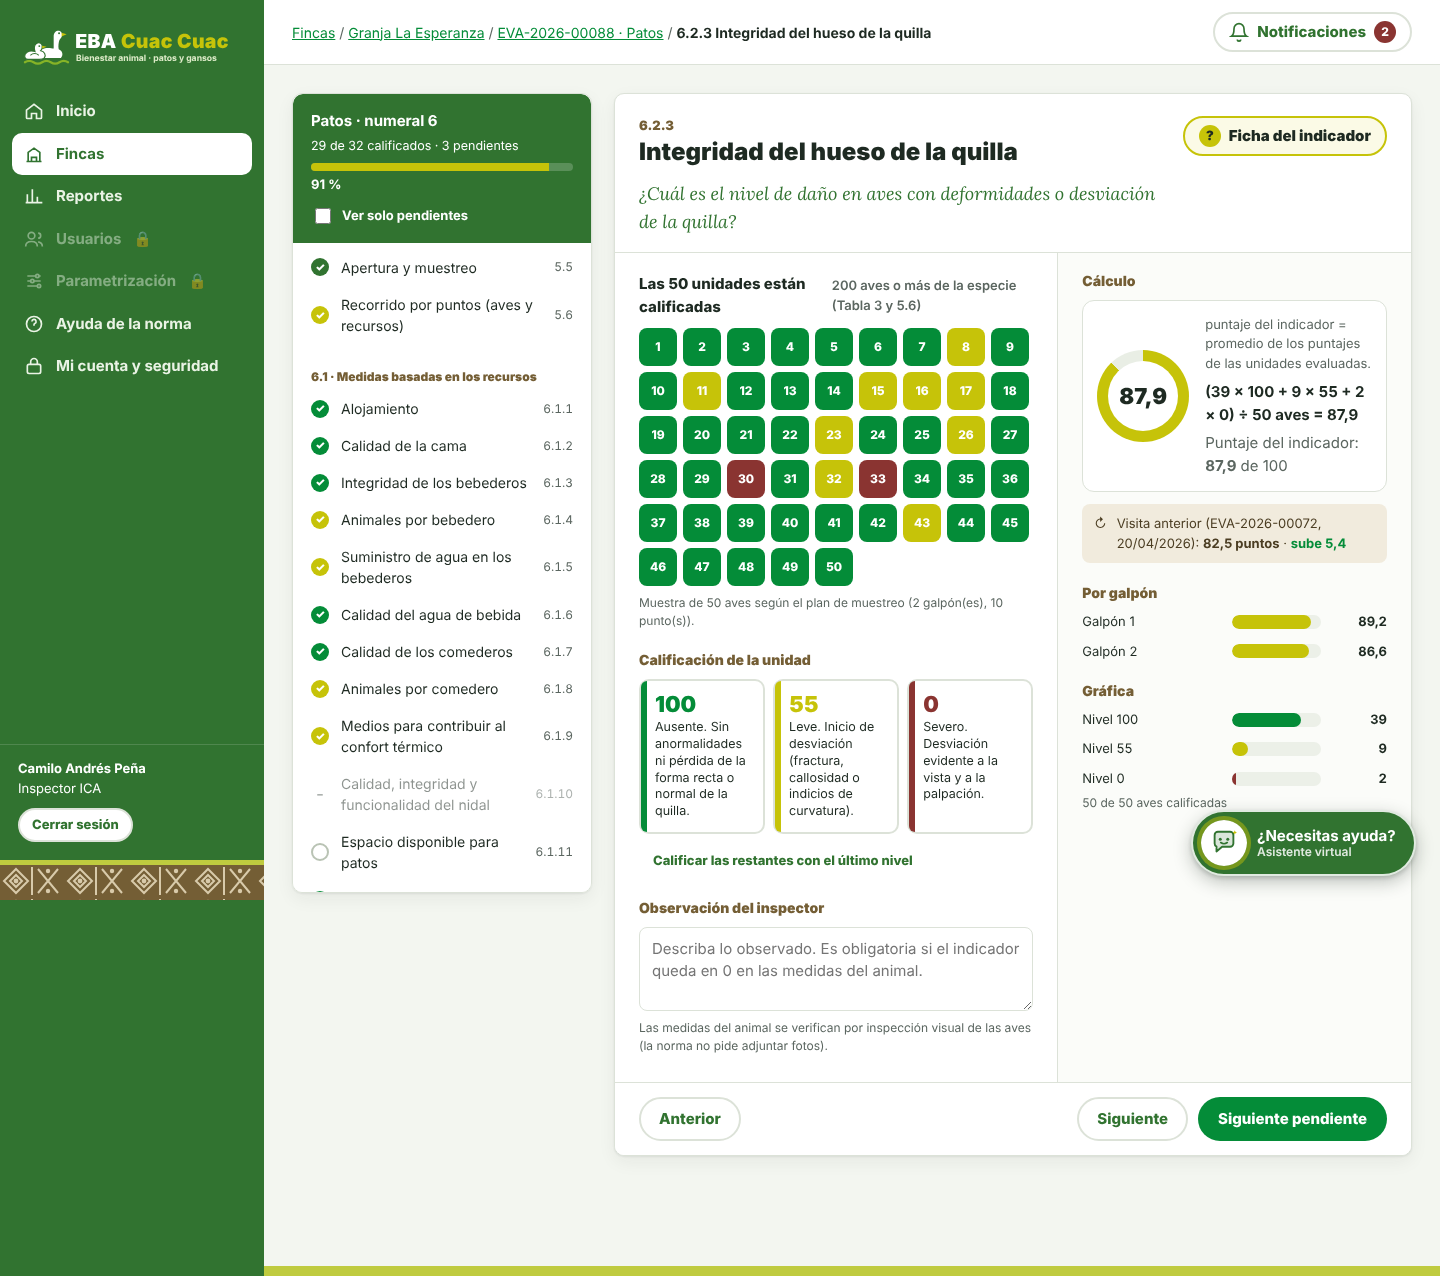 EBA Cuac Cuac
Bienestar animal · patos y gansos
Inicio
Fincas
Reportes
Usuarios
Parametrización
Ayuda de la norma
Mi cuenta y seguridad
Camilo Andrés Peña
Inspector ICA
Cerrar sesión
Fincas / Granja La Esperanza / EVA-2026-00088 · Patos / 6.2.3 Integridad del hueso de la quilla
Notificaciones 2
Patos · numeral 6
29 de 32 calificados · 3 pendientes
91 %
Ver solo pendientes
Apertura y muestreo 5.5
Recorrido por puntos (aves y
recursos) 5.6
6.1 · Medidas basadas en los recursos
Alojamiento 6.1.1
Calidad de la cama 6.1.2
Integridad de los bebederos 6.1.3
Animales por bebedero 6.1.4
Suministro de agua en los
bebederos 6.1.5
Calidad del agua de bebida 6.1.6
Calidad de los comederos 6.1.7
Animales por comedero 6.1.8
Medios para contribuir al
confort térmico 6.1.9
– Calidad, integridad y
funcionalidad del nidal 6.1.10
Espacio disponible para
patos 6.1.11
6.2.3
Integridad del hueso de la quilla
? Ficha del indicador
¿Cuál es el nivel de daño en aves con deformidades o desviación
de la quilla?
Las 50 unidades están
calificadas
200 aves o más de la especie
(Tabla 3 y 5.6)
1 2 3 4 5 6 7 8 9
10 11 12 13 14 15 16 17 18
19 20 21 22 23 24 25 26 27
28 29 30 31 32 33 34 35 36
37 38 39 40 41 42 43 44 45
46 47 48 49 50
Muestra de 50 aves según el plan de muestreo (2 galpón(es), 10
punto(s)).
Calificación de la unidad
100
Ausente. Sin
anormalidades
ni pérdida de la
forma recta o
normal de la
quilla.
55
Leve. Inicio de
desviación
(fractura,
callosidad o
indicios de
curvatura).
0
Severo.
Desviación
evidente a la
vista y a la
palpación.
Calificar las restantes con el último nivel
Observación del inspector
Describa lo observado. Es obligatoria si el indicador
queda en 0 en las medidas del animal.
Las medidas del animal se verifican por inspección visual de las aves
(la norma no pide adjuntar fotos).
Cálculo
87,9
puntaje del indicador =
promedio de los puntajes
de las unidades evaluadas.
(39 × 100 + 9 × 55 + 2
× 0) ÷ 50 aves = 87,9
Puntaje del indicador:
87,9 de 100
↻ Visita anterior (EVA-2026-00072,
20/04/2026): 82,5 puntos · sube 5,4
Por galpón
Galpón 1 89,2
Galpón 2 86,6
Gráfica
Nivel 100 39
Nivel 55 9
Nivel 0 2
50 de 50 aves calificadas
¿Necesitas ayuda?
Asistente virtual
Anterior
Siguiente
Siguiente pendiente